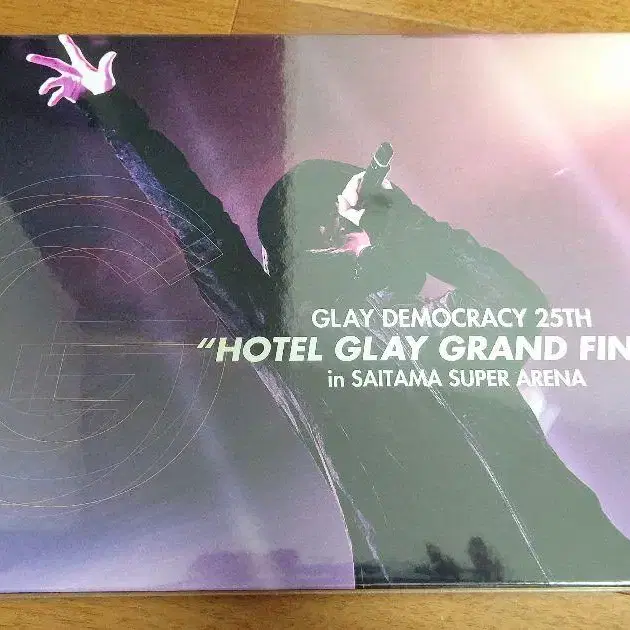 GLAY DEMOCRACY 25TH
"HOTEL GLAY GRAND FIN
in SAITAMA SUPER ARENA